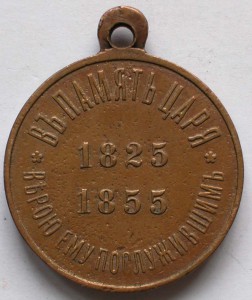 ВЪ ПАМЯТЬ ЦАРЯ
1825
1855
ВѢРОЮ ЕМУ ПОСЛУЖИВШИМЪ